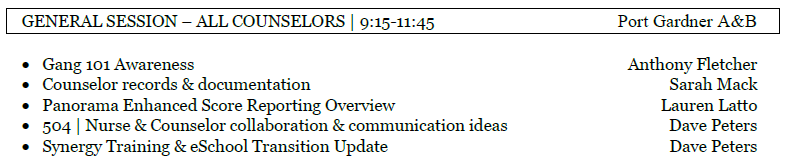 GENERAL SESSION – ALL COUNSELORS | 9:15-11:45 Port Gardner A&B
• Gang 101 Awareness Anthony Fletcher
• Counselor records & documentation Sarah Mack
• Panorama Enhanced Score Reporting Overview Lauren Latto
• 504 | Nurse & Counselor collaboration & communication ideas Dave Peters
• Synergy Training & eSchool Transition Update Dave Peters